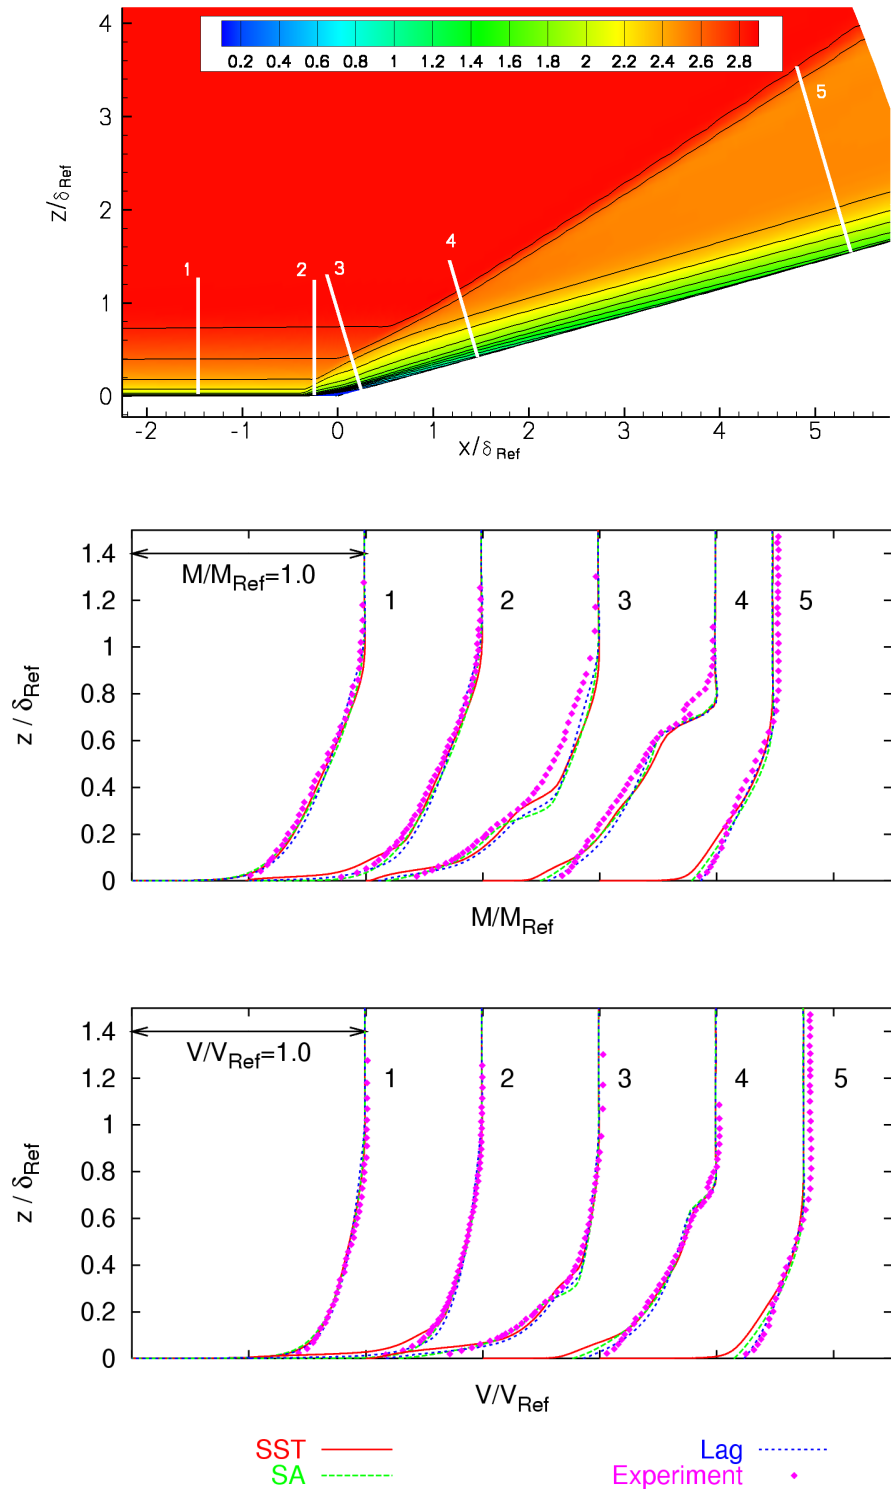 4
3
2
1
0
z/δRef
0.2 0.4 0.6 0.8 1 1.2 1.4 1.6 1.8 2 2.2 2.4 2.6 2.8
1 2 3 4 5
-2 -1 0 1 2 3 4 5
x/δRef
1.4
1.2
1
0.8
0.6
0.4
0.2
0
z / δRef
M/MRef=1.0
1 2 3 4 5
M/MRef
1.4
1.2
1
0.8
0.6
0.4
0.2
0
z / δRef
V/VRef=1.0
1 2 3 4 5
V/VRef
SST Lag
SA Experiment